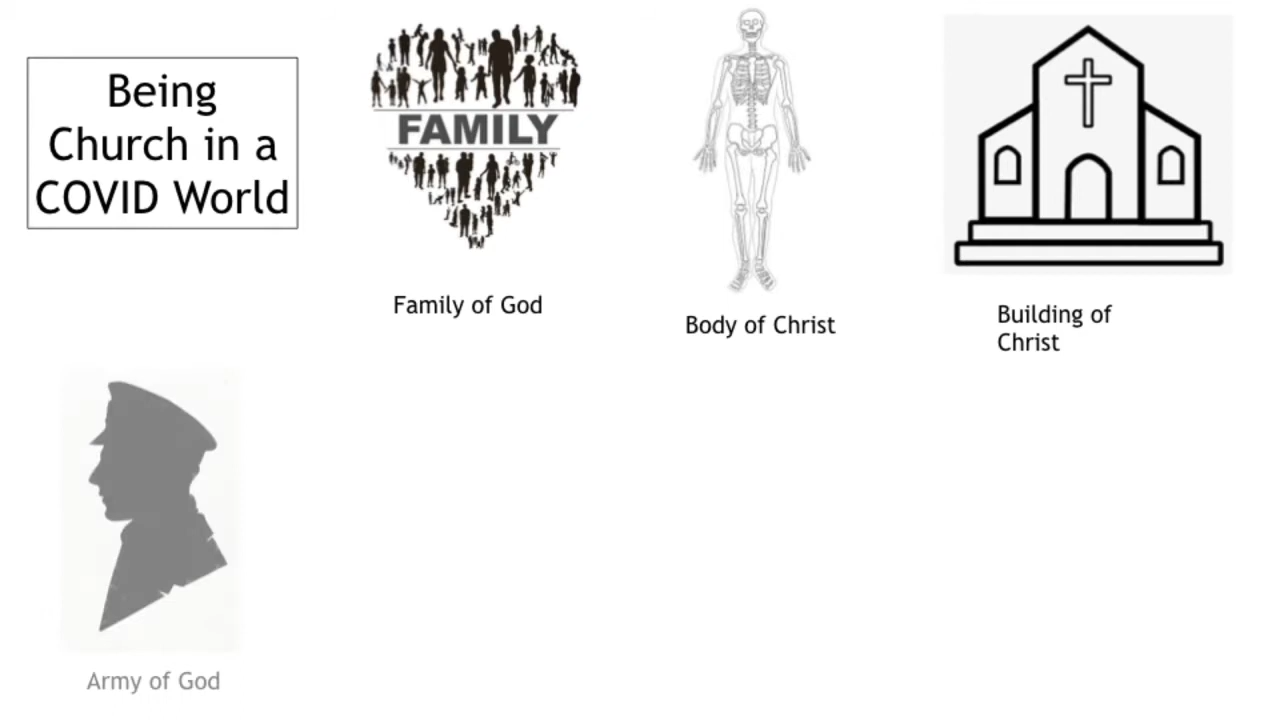 Being
Church in a
COVID World
FAMILY
Family of God
Body of Christ
Building of
Christ
Army of God